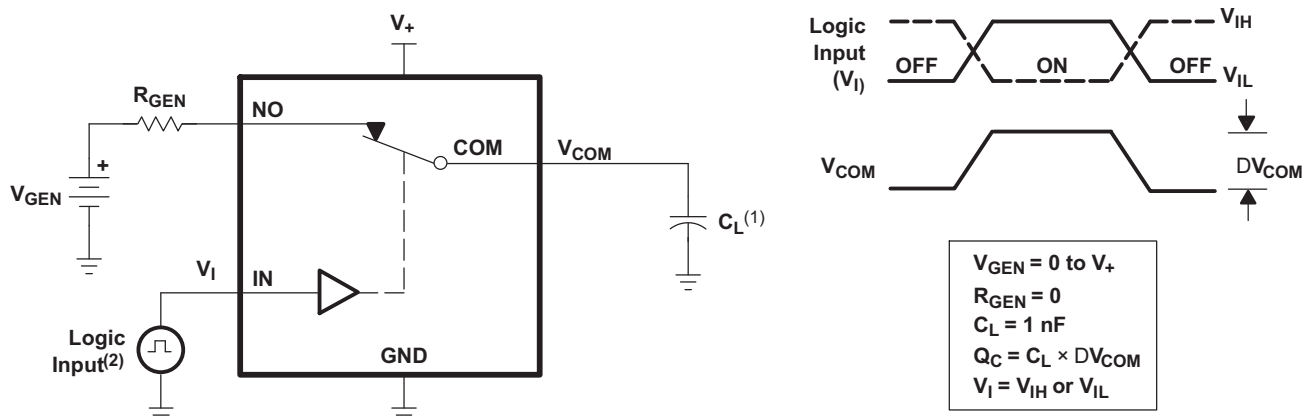 V+
RGEN
NO
COM
VCOM
+
VGEN
CL(1)
VI
IN
Logic
Input(2)
GND
Logic
Input
(VI)
OFF
ON
OFF
VIH
VIL
VCOM
DVCOM
VGEN = 0 to V+
RGEN = 0
CL = 1 nF
QC = CL × DVCOM
VI = VIH or VIL